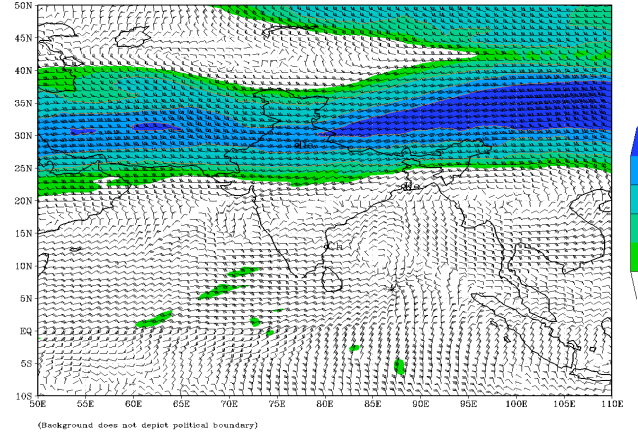 50N
45N
40N
35N
30N
25N
20N
15N
10N
5N
EQ
5S
10S
50E 55E 60E 65E 70E 75E 80E 85E 90E 95E 100E 105E 110E
(Background does not depict political boundary)